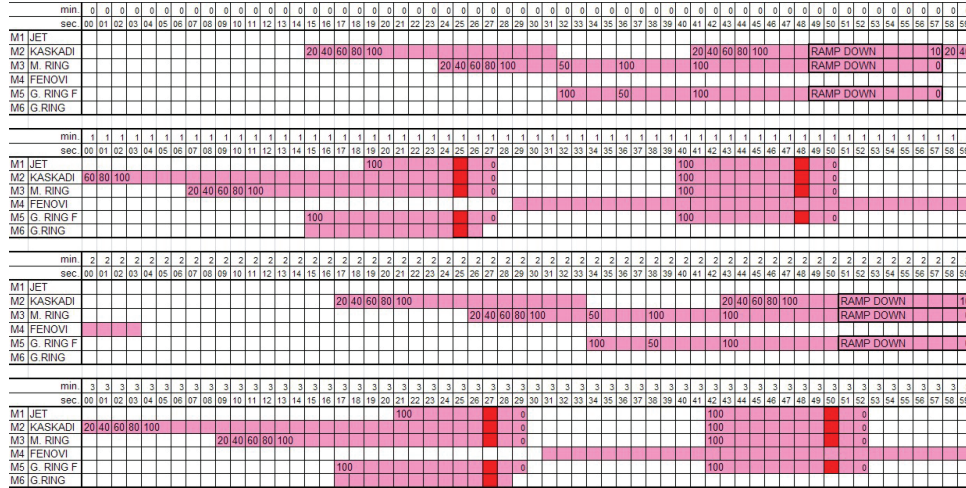 min. 0 0 0 0 0 0 0 0 0 0 0 0 0 0 0 0 0 0 0 0 0 0 0 0 0 0 0 0 0 0 0 0 0 0 0 0 0 0 0 0 0 0 0 0 0 0 0 0 0 0 0 0 0 0 0 0 0 0 0
sec. 00 01 02 03 04 05 06 07 08 09 10 11 12 13 14 15 16 17 18 19 20 21 22 23 24 25 26 27 28 29 30 31 32 33 34 35 36 37 38 39 40 41 42 43 44 45 46 47 48 49 50 51 52 53 54 55 56 57 58 59
M1 JET
M2 KASKADI 20 40 60 80 100 20 40 60 80 100 RAMP DOWN 10 20 40
M3 M. RING 20 40 60 80 100 50 100 100 RAMP DOWN 0
M4 FENOVI
M5 G. RING F 100 50 100 RAMP DOWN 0
M6 G.RING
min. 1 1 1 1 1 1 1 1 1 1 1 1 1 1 1 1 1 1 1 1 1 1 1 1 1 1 1 1 1 1 1 1 1 1 1 1 1 1 1 1 1 1 1 1 1 1 1 1 1 1 1 1 1 1 1 1 1 1 1
sec. 00 01 02 03 04 05 06 07 08 09 10 11 12 13 14 15 16 17 18 19 20 21 22 23 24 25 26 27 28 29 30 31 32 33 34 35 36 37 38 39 40 41 42 43 44 45 46 47 48 49 50 51 52 53 54 55 56 57 58 59
M1 JET 100 0 100 0
M2 KASKADI 60 80 100 0 100 0
M3 M. RING 20 40 60 80 100 0 100 0
M4 FENOVI
M5 G. RING F 100 0 100 0
M6 G.RING
min. 2 2 2 2 2 2 2 2 2 2 2 2 2 2 2 2 2 2 2 2 2 2 2 2 2 2 2 2 2 2 2 2 2 2 2 2 2 2 2 2 2 2 2 2 2 2 2 2 2 2 2 2 2 2 2 2 2 2 2
sec. 00 01 02 03 04 05 06 07 08 09 10 11 12 13 14 15 16 17 18 19 20 21 22 23 24 25 26 27 28 29 30 31 32 33 34 35 36 37 38 39 40 41 42 43 44 45 46 47 48 49 50 51 52 53 54 55 56 57 58 59
M1 JET
M2 KASKADI 20 40 60 80 100 20 40 60 80 100 RAMP DOWN
M3 M. RING 20 40 60 80 100 50 100 100 RAMP DOWN
M4 FENOVI
M5 G. RING F 100 50 100 RAMP DOWN
M6 G.RING
min. 3 3 3 3 3 3 3 3 3 3 3 3 3 3 3 3 3 3 3 3 3 3 3 3 3 3 3 3 3 3 3 3 3 3 3 3 3 3 3 3 3 3 3 3 3 3 3 3 3 3 3 3 3 3 3 3 3 3 3
sec. 00 01 02 03 04 05 06 07 08 09 10 11 12 13 14 15 16 17 18 19 20 21 22 23 24 25 26 27 28 29 30 31 32 33 34 35 36 37 38 39 40 41 42 43 44 45 46 47 48 49 50 51 52 53 54 55 56 57 58 59
M1 JET 100 0 100 0
M2 KASKADI 20 40 60 80 100 0 100 0
M3 M. RING 20 40 60 80 100 0 100 0
M4 FENOVI
M5 G. RING F 100 0 100 0
M6 G.RING